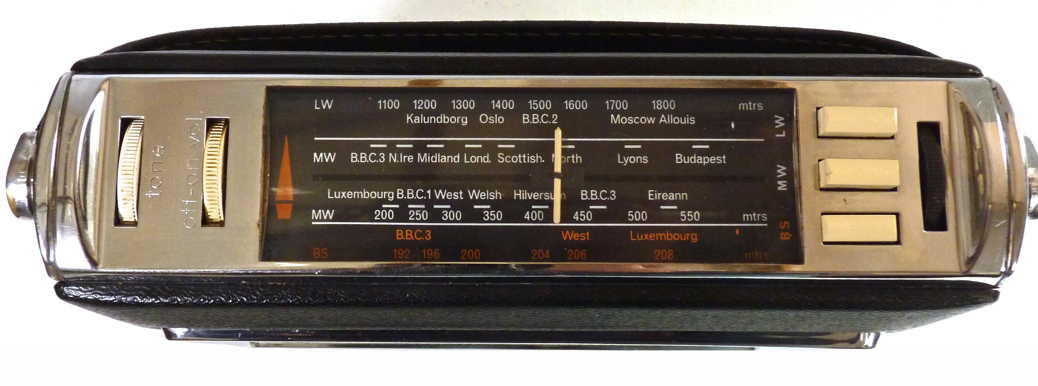 tone
off-on-vol
LW 1100 1200 1300 1400 1500 1600 1700 1800 mtrs
Kalundborg Oslo B.B.C.2 Moscow Allouis
MW B.B.C.3 N.Ire Midland Lond. Scottish. North Lyons Budapest
Luxembourg B.B.C.1 West Welsh Hilversum B.B.C.3 Eireann
MW 200 250 300 350 400 450 500 550 mtrs
B.B.C.3 West Luxembourg
BS 192 196 200 204 206 208 mtrs
LW
MW
BS